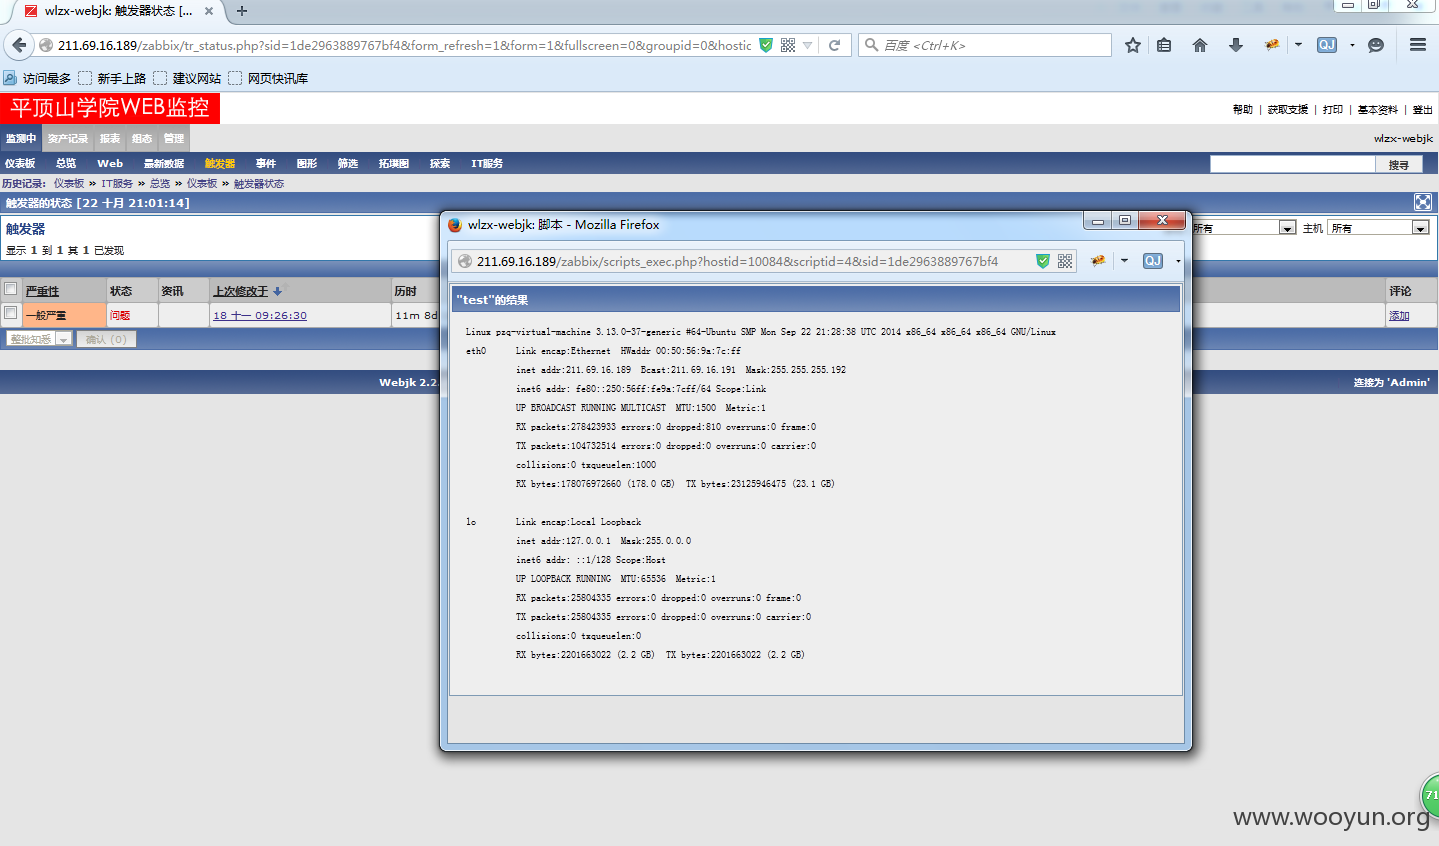 wlzx-webjk: 触发器状态 [...
211.69.16.189/zabbix/tr_status.php?sid=1de2963889767bf4&form_refresh=1&form=1&fullscreen=0&groupid=0&hostic
百度 <Ctrl+K>
QJ
访问最多 新手上路 建议网站 网页快讯库
平顶山学院WEB监控
帮助 | 获取支援 | 打印 | 基本资料 | 登出
监测中 资产记录 报表 组态 管理
wlzx-webjk
仪表板 总览 Web 最新数据 触发器 事件 图形 筛选 拓墣图 探索 IT服务
搜寻
历史记录: 仪表板 » IT服务 » 总览 » 仪表板 » 触发器状态
触发器的状态 [22 十月 21:01:14]
触发器
所有 主机 所有
显示 1 到 1 其 1 已发现
严重性 状态 资讯 上次修改于 历时 评论
一般严重 问题 18 十一 09:26:30 11m 8d 添加
整批知悉 确认 (0)
Webjk 2.2.
连接为 'Admin'
wlzx-webjk: 脚本 - Mozilla Firefox
211.69.16.189/zabbix/scripts_exec.php?hostid=10084&scriptid=4&sid=1de2963889767bf4
QJ
"test"的结果
Linux pzq-virtual-machine 3.13.0-37-generic #64-Ubuntu SMP Mon Sep 22 21:28:38 UTC 2014 x86_64 x86_64 x86_64 GNU/Linux
eth0 Link encap:Ethernet HWaddr 00:50:56:9a:7c:ff
inet addr:211.69.16.189 Bcast:211.69.16.191 Mask:255.255.255.192
inet6 addr: fe80::250:56ff:fe9a:7cff/64 Scope:Link
UP BROADCAST RUNNING MULTICAST MTU:1500 Metric:1
RX packets:278423933 errors:0 dropped:810 overruns:0 frame:0
TX packets:104732514 errors:0 dropped:0 overruns:0 carrier:0
collisions:0 txqueuelen:1000
RX bytes:178076972660 (178.0 GB) TX bytes:23125946475 (23.1 GB)
lo Link encap:Local Loopback
inet addr:127.0.0.1 Mask:255.0.0.0
inet6 addr: ::1/128 Scope:Host
UP LOOPBACK RUNNING MTU:65536 Metric:1
RX packets:25804335 errors:0 dropped:0 overruns:0 frame:0
TX packets:25804335 errors:0 dropped:0 overruns:0 carrier:0
collisions:0 txqueuelen:0
RX bytes:2201663022 (2.2 GB) TX bytes:2201663022 (2.2 GB)
71
www.wooyun.org